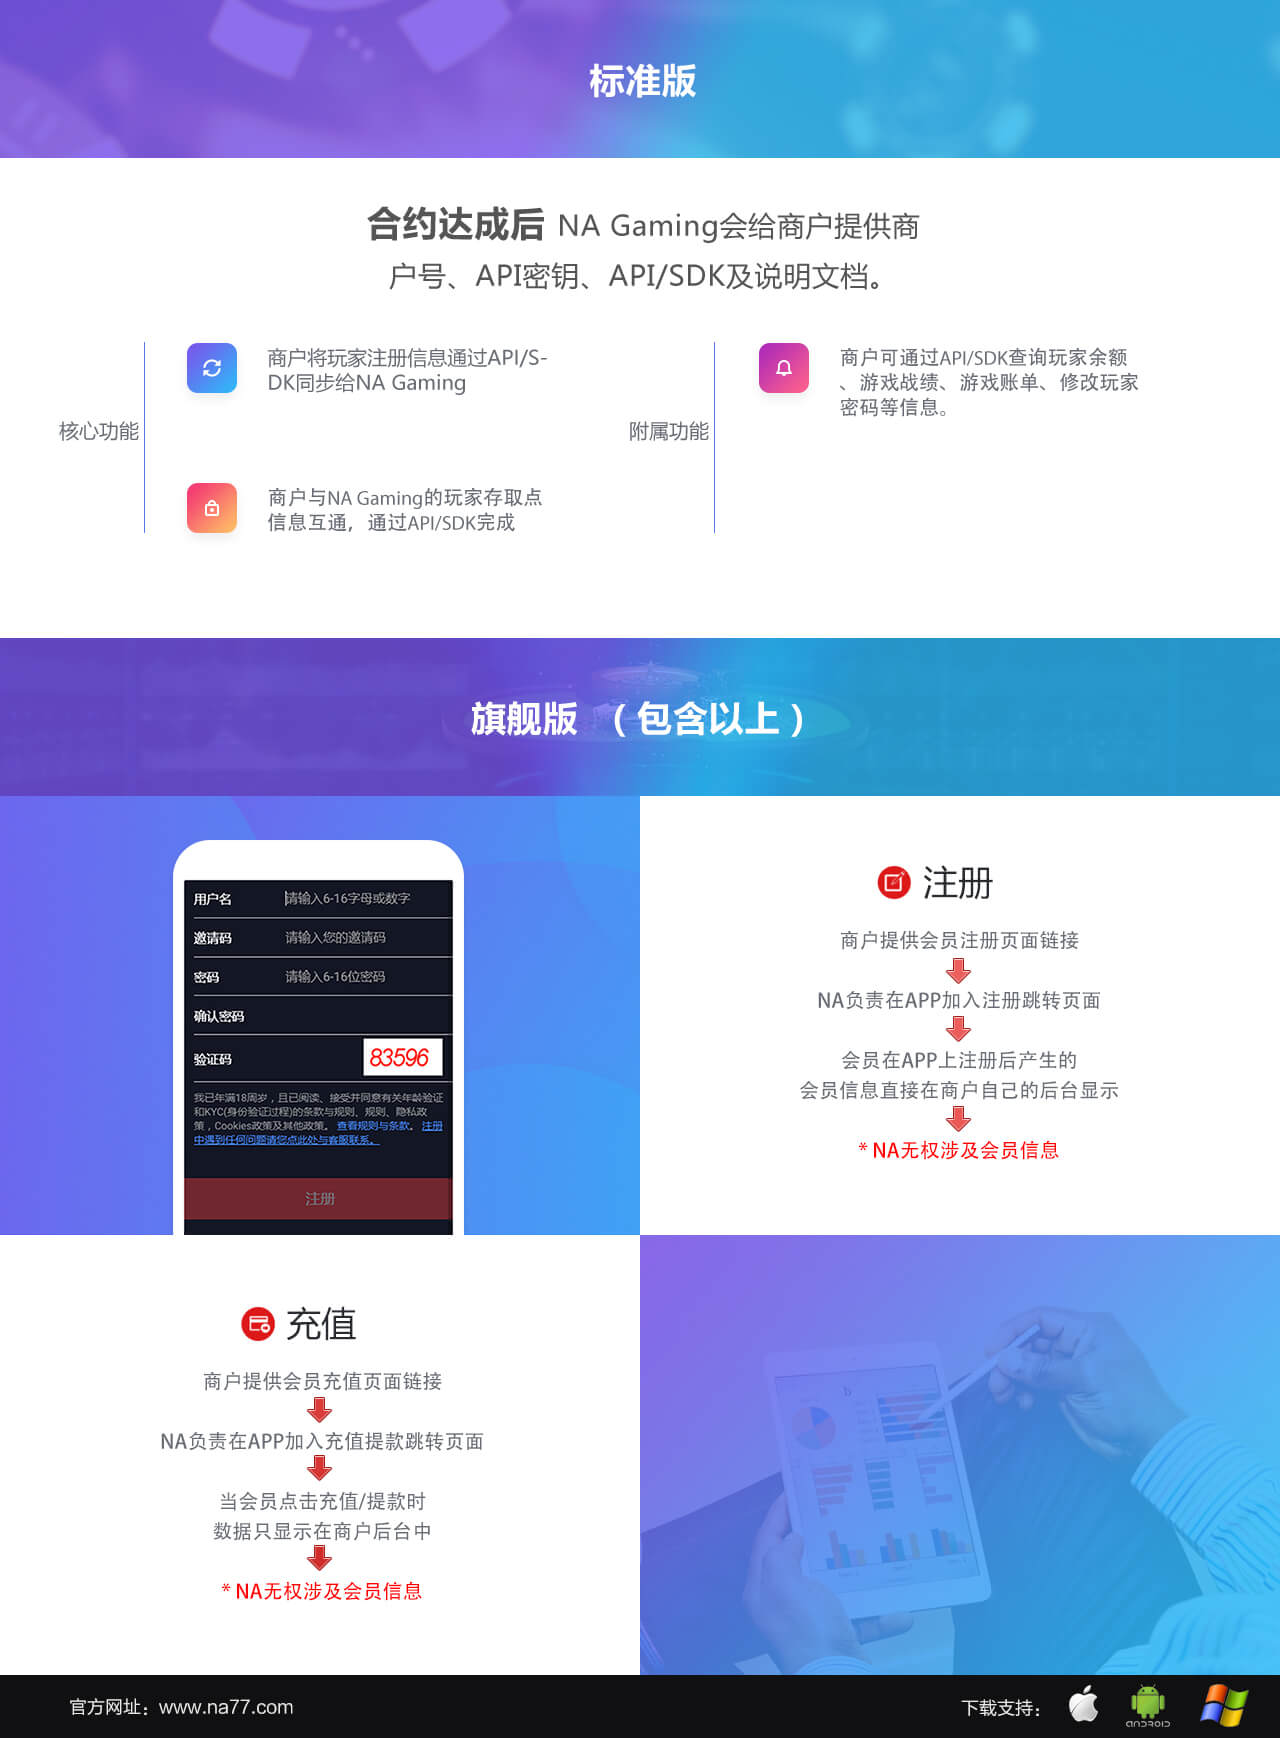 标准版
合约达成后 NA Gaming会给商户提供商
户号、API密钥、API/SDK及说明文档。
核心功能
商户将玩家注册信息通过API/S-
DK同步给NA Gaming
商户与NA Gaming的玩家存取点
信息互通，通过API/SDK完成
附属功能
商户可通过API/SDK查询玩家余额
、游戏战绩、游戏账单、修改玩家
密码等信息。
旗舰版 （包含以上）
用户名 请输入6-16字母或数字
邀请码 请输入您的邀请码
密码 请输入6-16位密码
确认密码
验证码 83596
我已年满18周岁，且已阅读、接受并同意有关年龄验证
和KYC(身份验证过程)的条款与规则、规则、隐私政
策，Cookies政策及其他政策。 查看规则与条款。 注册
中遇到任何问题请您点此处与客服联系。
注册
注册
商户提供会员注册页面链接
NA负责在APP加入注册跳转页面
会员在APP上注册后产生的
会员信息直接在商户自己的后台显示
* NA无权涉及会员信息
充值
商户提供会员充值页面链接
NA负责在APP加入充值提款跳转页面
当会员点击充值/提款时
数据只显示在商户后台中
* NA无权涉及会员信息
官方网址：www.na77.com
下载支持：
ANDROID